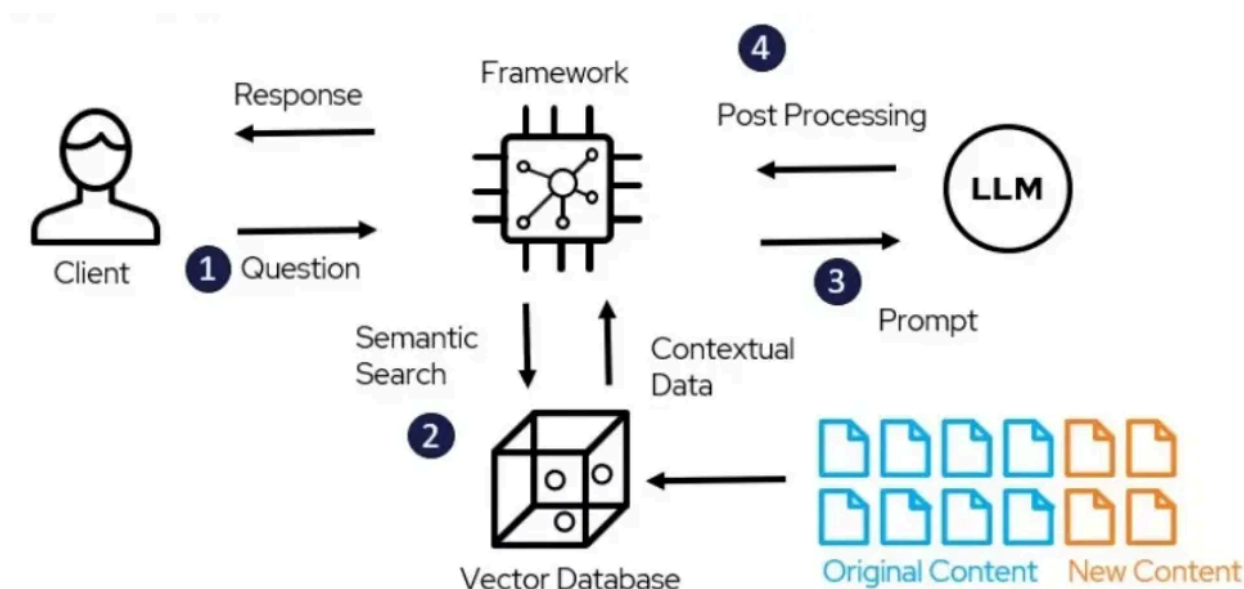 4
Framework
Response
Post Processing
LLM
Client
1 Question
3
Prompt
Semantic
Search
Contextual
Data
2
Original Content
New Content
Vector Database